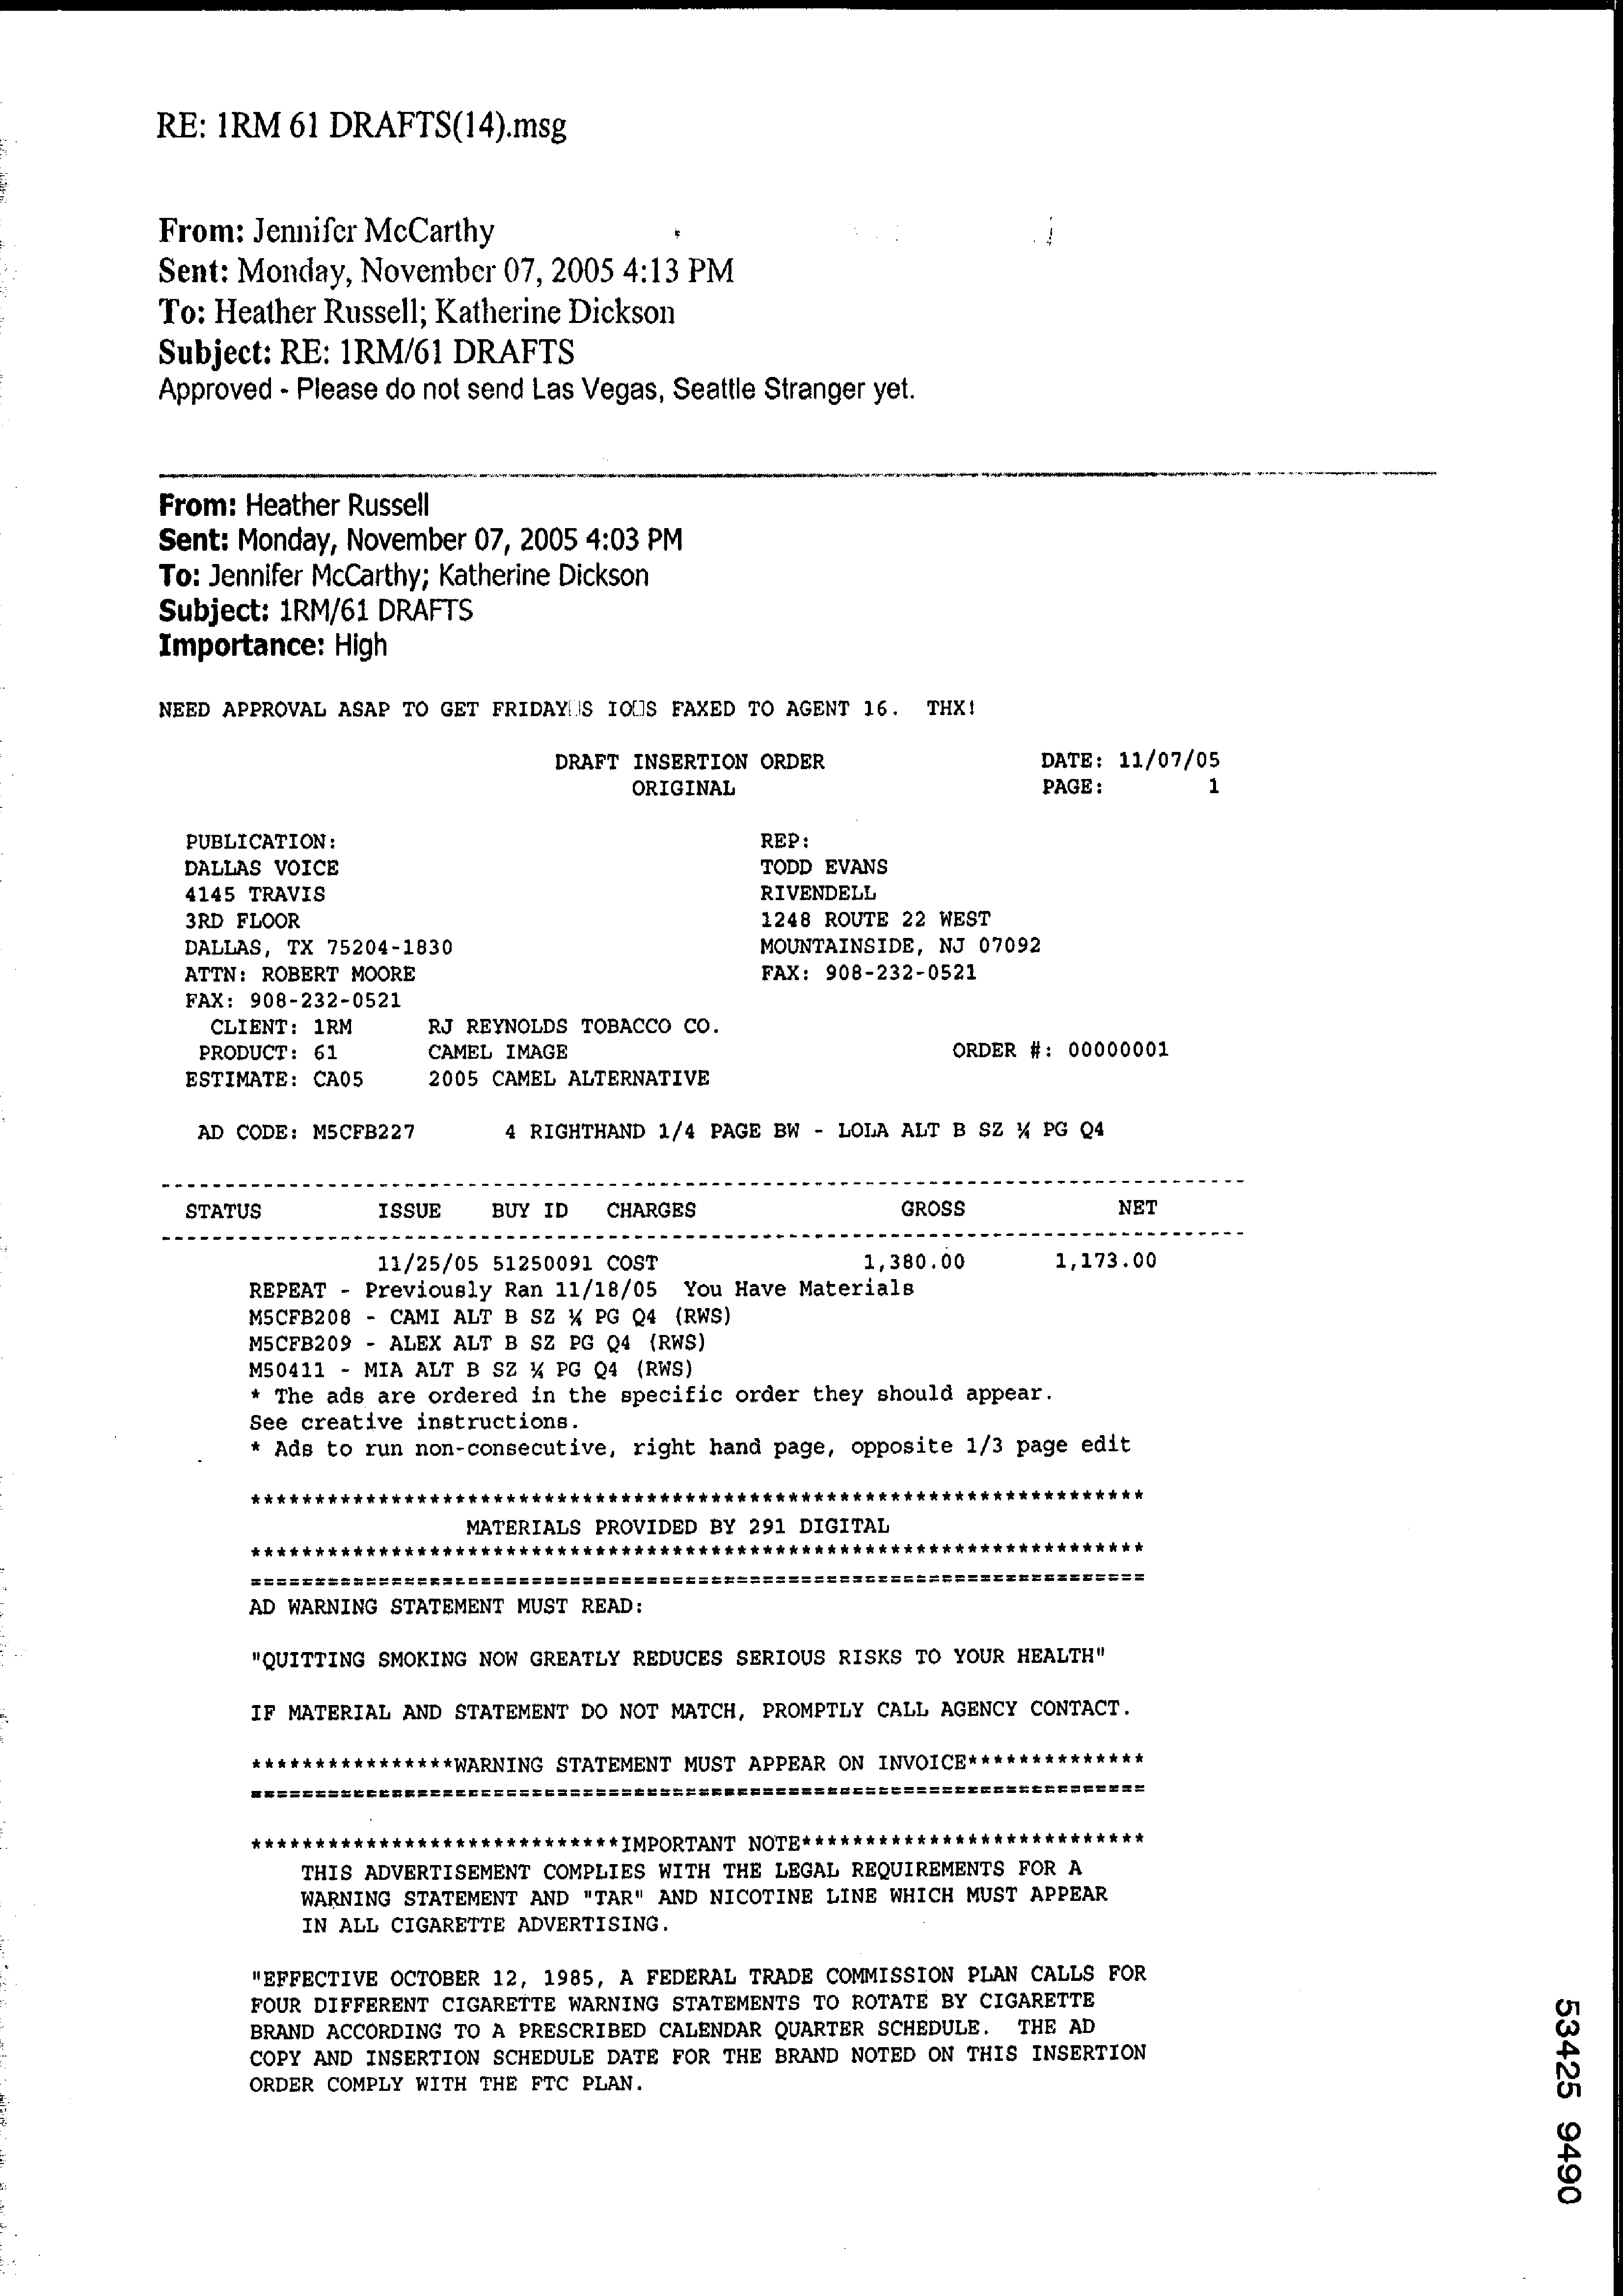 RE: 1RM 61 DRAFTS(14).msg
From: Jennifer McCarthy
Sent: Monday, November 07, 2005 4:13 PM
To: Heather Russell; Katherine Dickson
Subject: RE: 1RM/61 DRAFTS
Approved - Please do not send Las Vegas, Seattle Stranger yet.
From: Heather Russell
Sent: Monday, November 07, 2005 4:03 PM
To: Jennifer McCarthy; Katherine Dickson
Subject: 1RM/61 DRAFTS
Importance: High
NEED APPROVAL ASAP TO GET FRIDAY□□S IO□□S FAXED TO AGENT 16. THX!
DRAFT INSERTION ORDER DATE: 11/07/05
ORIGINAL PAGE: 1
PUBLICATION: REP:
DALLAS VOICE TODD EVANS
4145 TRAVIS RIVENDELL
3RD FLOOR 1248 ROUTE 22 WEST
DALLAS, TX 75204-1830 MOUNTAINSIDE, NJ 07092
ATTN: ROBERT MOORE FAX: 908-232-0521
FAX: 908-232-0521
CLIENT: 1RM RJ REYNOLDS TOBACCO CO.
PRODUCT: 61 CAMEL IMAGE ORDER #: 00000001
ESTIMATE: CA05 2005 CAMEL ALTERNATIVE
AD CODE: M5CFB227 4 RIGHTHAND 1/4 PAGE BW - LOLA ALT B SZ ¼ PG Q4
--------------------------------------------------------------------------------
STATUS ISSUE BUY ID CHARGES GROSS NET
--------------------------------------------------------------------------------
11/25/05 51250091 COST 1,380.00 1,173.00
REPEAT - Previously Ran 11/18/05 You Have Materials
M5CFB208 - CAMI ALT B SZ ¼ PG Q4 (RWS)
M5CFB209 - ALEX ALT B SZ PG Q4 (RWS)
M50411 - MIA ALT B SZ ¼ PG Q4 (RWS)
* The ads are ordered in the specific order they should appear.
See creative instructions.
* Ads to run non-consecutive, right hand page, opposite 1/3 page edit
**********************************************************************
MATERIALS PROVIDED BY 291 DIGITAL
**********************************************************************
======================================================================
AD WARNING STATEMENT MUST READ:
"QUITTING SMOKING NOW GREATLY REDUCES SERIOUS RISKS TO YOUR HEALTH"
IF MATERIAL AND STATEMENT DO NOT MATCH, PROMPTLY CALL AGENCY CONTACT.
****************WARNING STATEMENT MUST APPEAR ON INVOICE**************
======================================================================
*****************************IMPORTANT NOTE***************************
THIS ADVERTISEMENT COMPLIES WITH THE LEGAL REQUIREMENTS FOR A
WARNING STATEMENT AND "TAR" AND NICOTINE LINE WHICH MUST APPEAR
IN ALL CIGARETTE ADVERTISING.
"EFFECTIVE OCTOBER 12, 1985, A FEDERAL TRADE COMMISSION PLAN CALLS FOR
FOUR DIFFERENT CIGARETTE WARNING STATEMENTS TO ROTATE BY CIGARETTE
BRAND ACCORDING TO A PRESCRIBED CALENDAR QUARTER SCHEDULE. THE AD
COPY AND INSERTION SCHEDULE DATE FOR THE BRAND NOTED ON THIS INSERTION
ORDER COMPLY WITH THE FTC PLAN.
53425 9490